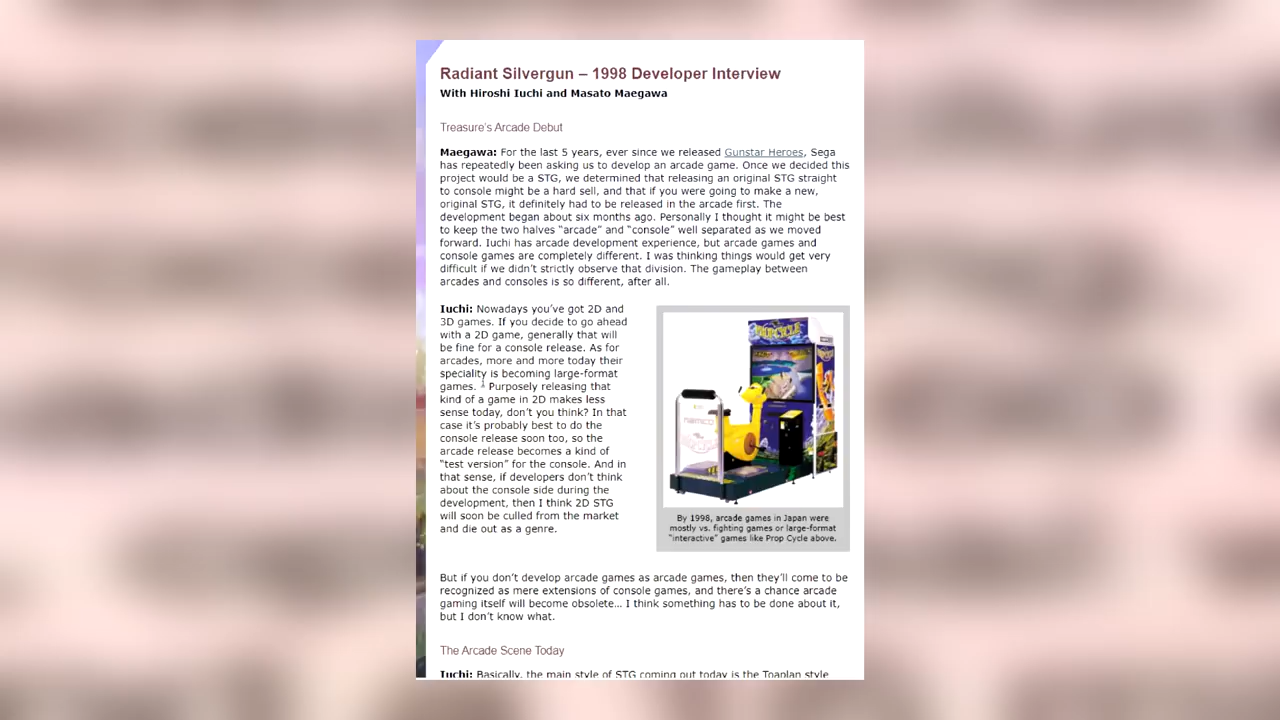 Radiant Silvergun – 1998 Developer Interview
With Hiroshi Iuchi and Masato Maegawa
Treasure's Arcade Debut
Maegawa: For the last 5 years, ever since we released Gunstar Heroes, Sega
has repeatedly been asking us to develop an arcade game. Once we decided this
project would be a STG, we determined that releasing an original STG straight
to console might be a hard sell, and that if you were going to make a new,
original STG, it definitely had to be released in the arcade first. The
development began about six months ago. Personally I thought it might be best
to keep the two halves “arcade” and “console” well separated as we moved
forward. Iuchi has arcade development experience, but arcade games and
console games are completely different. I was thinking things would get very
difficult if we didn’t strictly observe that division. The gameplay between
arcades and consoles is so different, after all.
Iuchi: Nowadays you’ve got 2D and
3D games. If you decide to go ahead
with a 2D game, generally that will
be fine for a console release. As for
arcades, more and more today their
speciality is becoming large-format
games. Purposely releasing that
kind of a game in 2D makes less
sense today, don’t you think? In that
case it’s probably best to do the
console release soon too, so the
arcade release becomes a kind of
“test version” for the console. And in
that sense, if developers don’t think
about the console side during the
development, then I think 2D STG
will soon be culled from the market
and die out as a genre.
namco
By 1998, arcade games in Japan were
mostly vs. fighting games or large-format
“interactive” games like Prop Cycle above.
But if you don’t develop arcade games as arcade games, then they’ll come to be
recognized as mere extensions of console games, and there’s a chance arcade
gaming itself will become obsolete… I think something has to be done about it,
but I don’t know what.
The Arcade Scene Today
Iuchi: Basically, the main style of STG coming out today is the Toaplan style